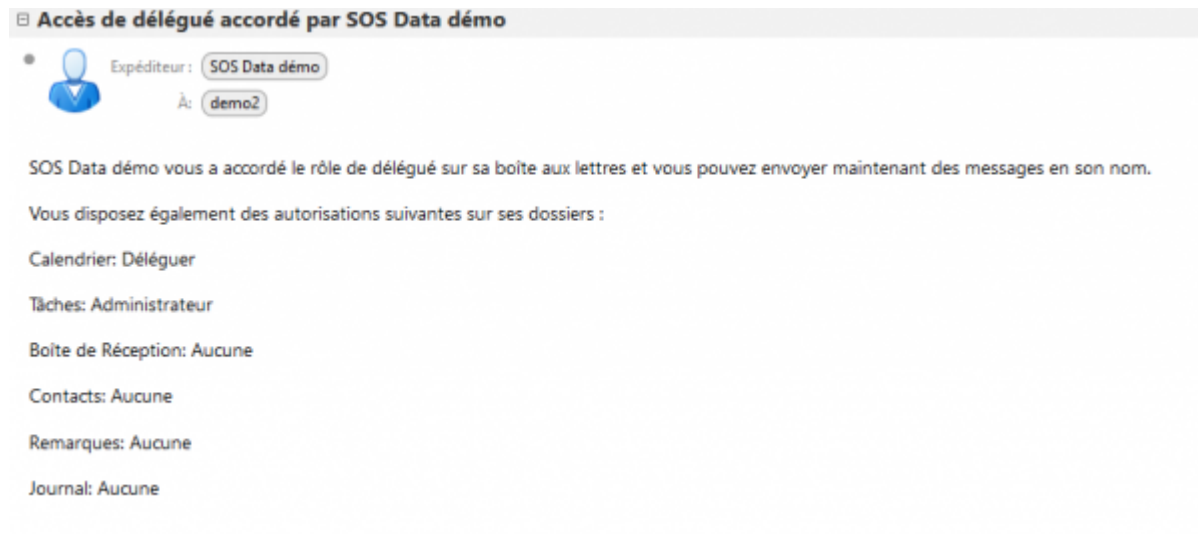 Accès de délégué accordé par SOS Data démo
Expéditeur : SOS Data démo
À: demo2
SOS Data démo vous a accordé le rôle de délégué sur sa boîte aux lettres et vous pouvez envoyer maintenant des messages en son nom.
Vous disposez également des autorisations suivantes sur ses dossiers :
Calendrier: Déléguer
Tâches: Administrateur
Boîte de Réception: Aucune
Contacts: Aucune
Remarques: Aucune
Journal: Aucune